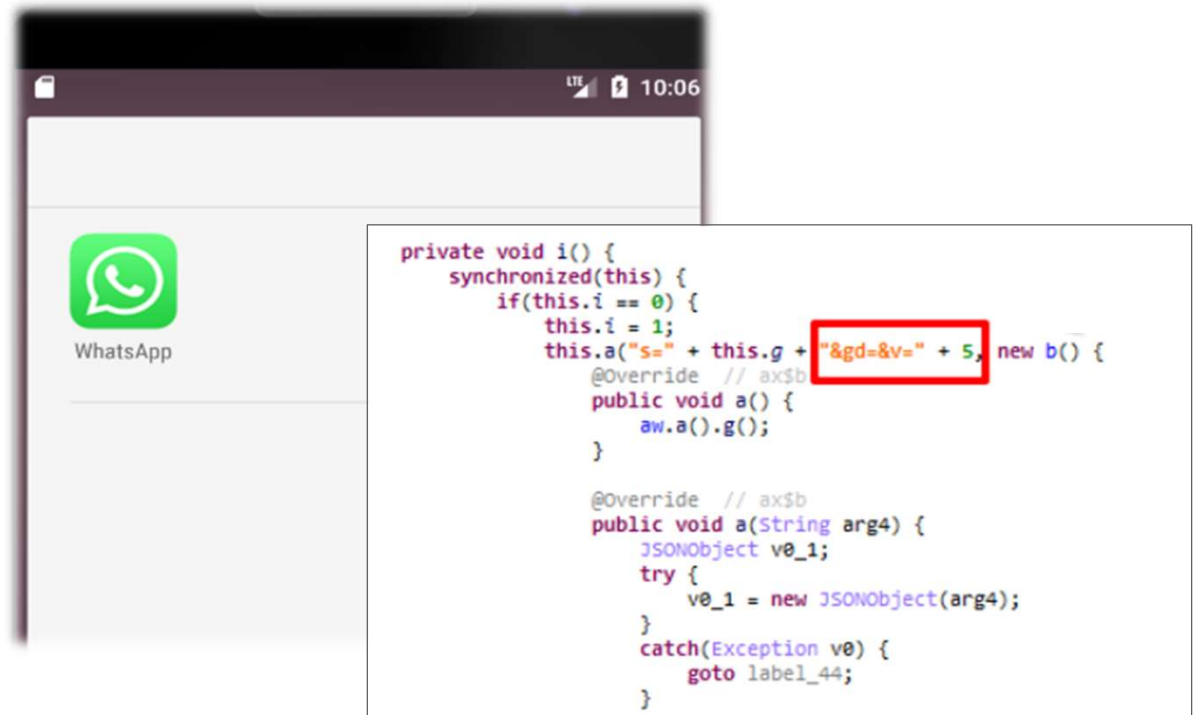 LTE 10:06
WhatsApp
private void i() {
synchronized(this) {
if(this.i == 0) {
this.i = 1;
this.a("s=" + this.g + "&gd=&v=" + 5, new b() {
@Override // ax$b
public void a() {
aw.a().g();
}
@Override // ax$b
public void a(String arg4) {
JSONObject v0_1;
try {
v0_1 = new JSONObject(arg4);
}
catch(Exception v0) {
goto label_44;
}